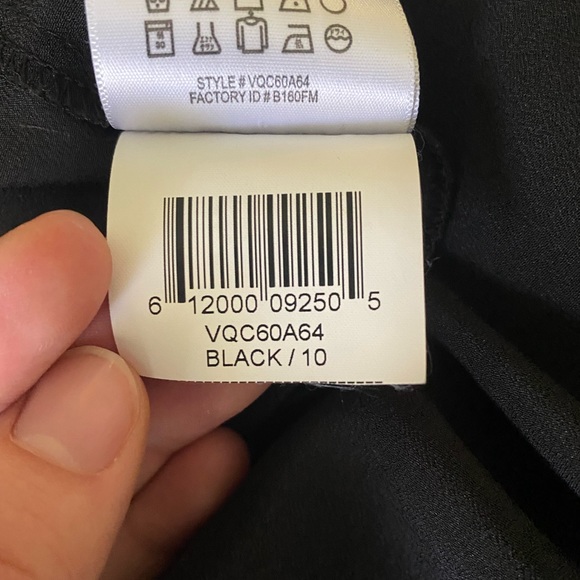 STYLE # VQC60A64
FACTORY ID # B160FM
6 12000 09250 5
VQC60A64
BLACK / 10